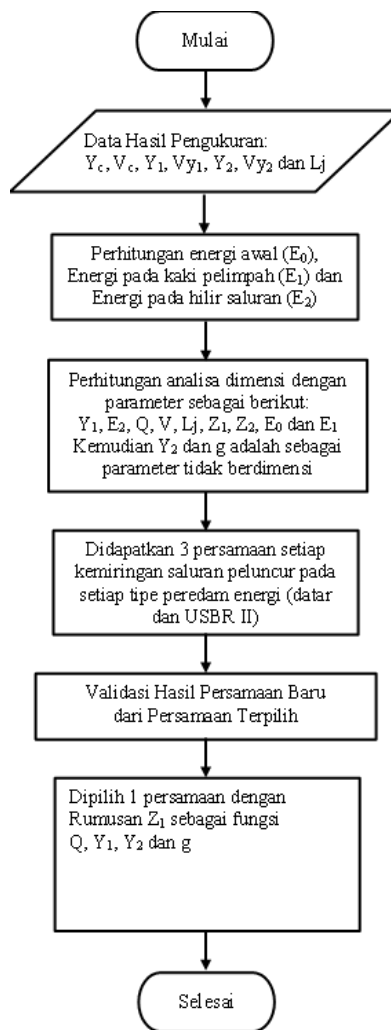 Mulai
Data Hasil Pengukuran:
Yc, Vc, Y1, Vy1, Y2, Vy2 dan Lj
Perhitungan energi awal (E0),
Energi pada kaki pelimpah (E1) dan
Energi pada hilir saluran (E2)
Perhitungan analisa dimensi dengan
parameter sebagai berikut:
Y1, E2, Q, V, Lj, Z1, Z2, E0 dan E1
Kemudian Y2 dan g adalah sebagai
parameter tidak berdimensi
Didapatkan 3 persamaan setiap
kemiringan saluran peluncur pada
setiap tipe peredam energi (datar
dan USBR II)
Validasi Hasil Persamaan Baru
dari Persamaan Terpilih
Dipilih 1 persamaan dengan
Rumusan Z1 sebagai fungsi
Q, Y1, Y2 dan g
Selesai